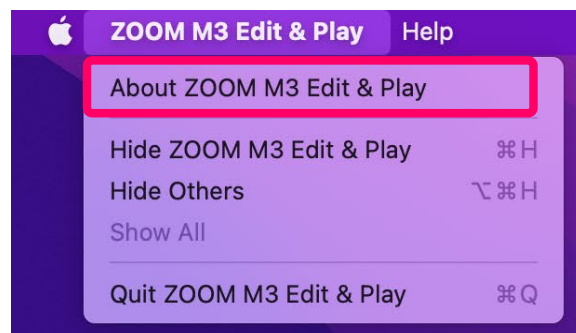 ZOOM M3 Edit & Play Help
About ZOOM M3 Edit & Play
Hide ZOOM M3 Edit & Play ⌘H
Hide Others ⌥⌘H
Show All
Quit ZOOM M3 Edit & Play ⌘Q